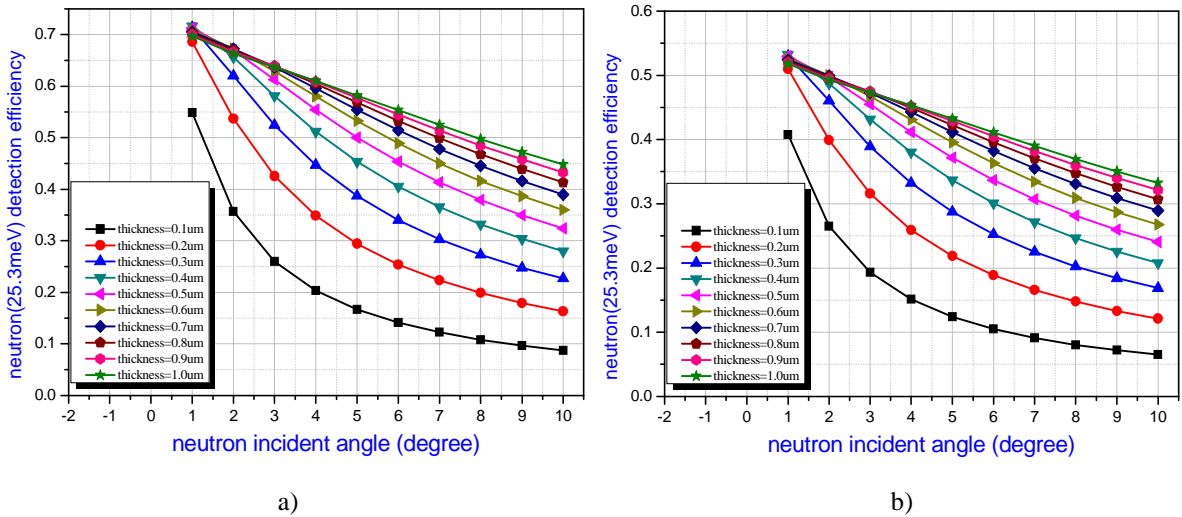 neutron(25.3meV) detection efficiency
0.7
0.6
0.5
0.4
0.3
0.2
0.1
0.0
thickness=0.1um
thickness=0.2um
thickness=0.3um
thickness=0.4um
thickness=0.5um
thickness=0.6um
thickness=0.7um
thickness=0.8um
thickness=0.9um
thickness=1.0um
-2 -1 0 1 2 3 4 5 6 7 8 9 10
neutron incident angle (degree)
a)
neutron(25.3meV) detection efficiency
0.6
0.5
0.4
0.3
0.2
0.1
0.0
thickness=0.1um
thickness=0.2um
thickness=0.3um
thickness=0.4um
thickness=0.5um
thickness=0.6um
thickness=0.7um
thickness=0.8um
thickness=0.9um
thickness=1.0um
-2 -1 0 1 2 3 4 5 6 7 8 9 10
neutron incident angle (degree)
b)